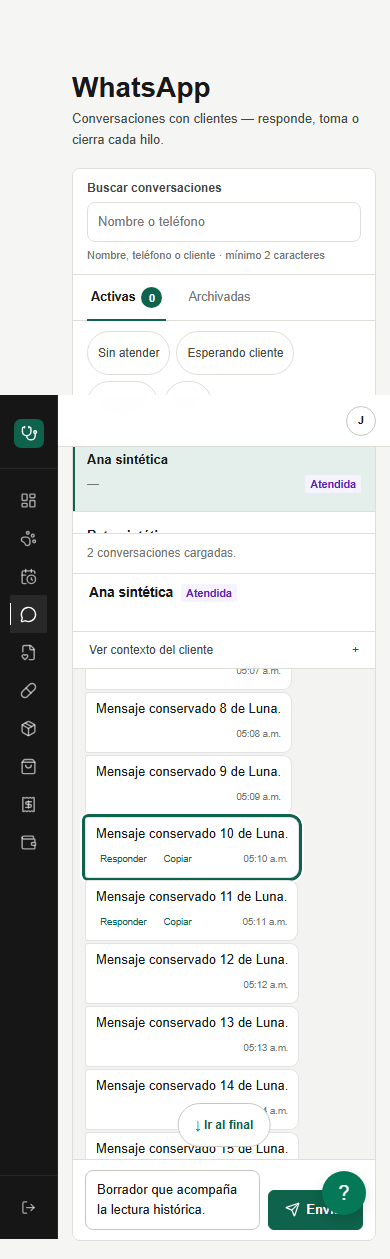 WhatsApp
Conversaciones con clientes — responde, toma o
cierra cada hilo.
Buscar conversaciones
Nombre o teléfono
Nombre, teléfono o cliente · mínimo 2 caracteres
Activas 0 Archivadas
Sin atender Esperando cliente
J
Ana sintética
— Atendida
2 conversaciones cargadas.
Ana sintética Atendida
Ver contexto del cliente +
05:07 a.m.
Mensaje conservado 8 de Luna.
05:08 a.m.
Mensaje conservado 9 de Luna.
05:09 a.m.
Mensaje conservado 10 de Luna.
Responder Copiar 05:10 a.m.
Mensaje conservado 11 de Luna.
Responder Copiar 05:11 a.m.
Mensaje conservado 12 de Luna.
05:12 a.m.
Mensaje conservado 13 de Luna.
05:13 a.m.
Mensaje conservado 14 de Luna.
↓ Ir al final
Mensaje conservado 15 de Luna.
Borrador que acompaña
la lectura histórica.
?